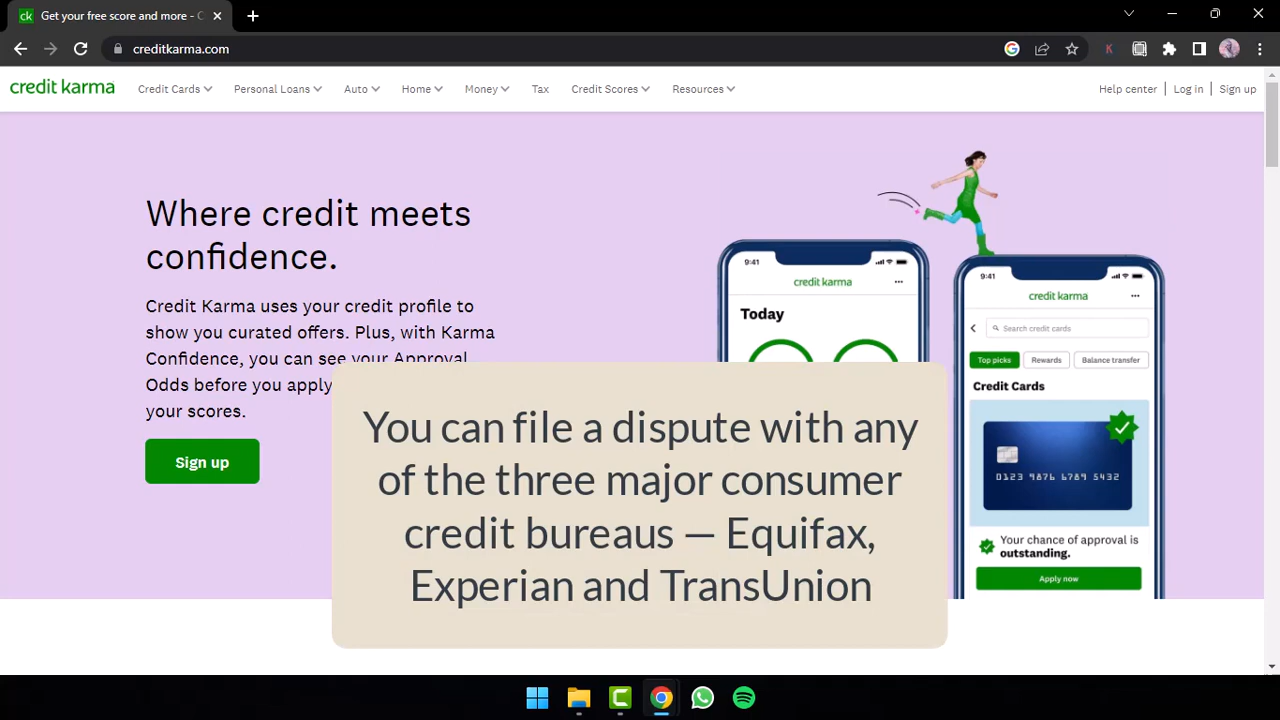 ck Get your free score and more - C
creditkarma.com
credit karma
Credit Cards Personal Loans Auto Home Money Tax Credit Scores Resources Help center Log in Sign up
Where credit meets
confidence.
Credit Karma uses your credit profile to
show you curated offers. Plus, with Karma
Confidence, you can see your Approval
Odds before you apply
your scores.
Sign up
9:41
credit karma
Today
9:41
credit karma
Search credit cards
Top picks Rewards Balance transfer
Credit Cards
0123 9876 6789 5432
Your chance of approval is
outstanding.
Apply now
You can file a dispute with any
of the three major consumer
credit bureaus — Equifax,
Experian and TransUnion